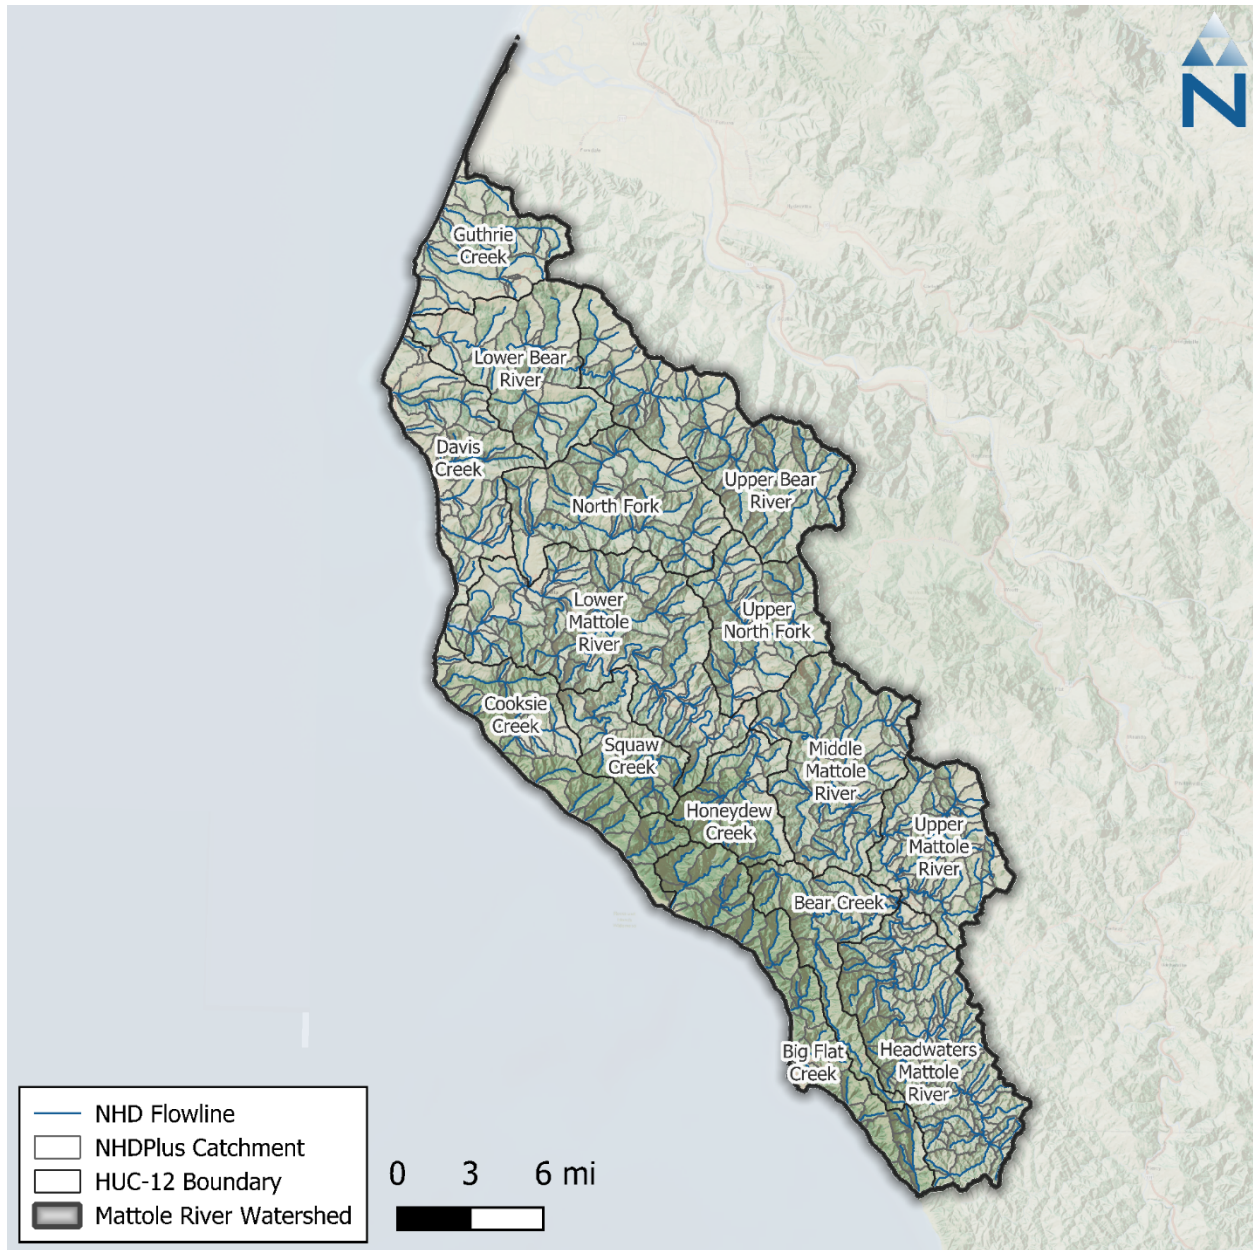 N
Guthrie
Creek
Lower Bear
River
Davis
Creek
Upper Bear
River
North Fork
Lower
Mattole
River
Upper
North Fork
Cooksie
Creek
Squaw
Creek
Middle
Mattole
River
Honeydew
Creek
Upper
Mattole
River
Bear Creek
Big Flat
Creek
Headwaters
Mattole
River
NHD Flowline
NHDPlus Catchment
HUC-12 Boundary
Mattole River Watershed
0 3 6 mi